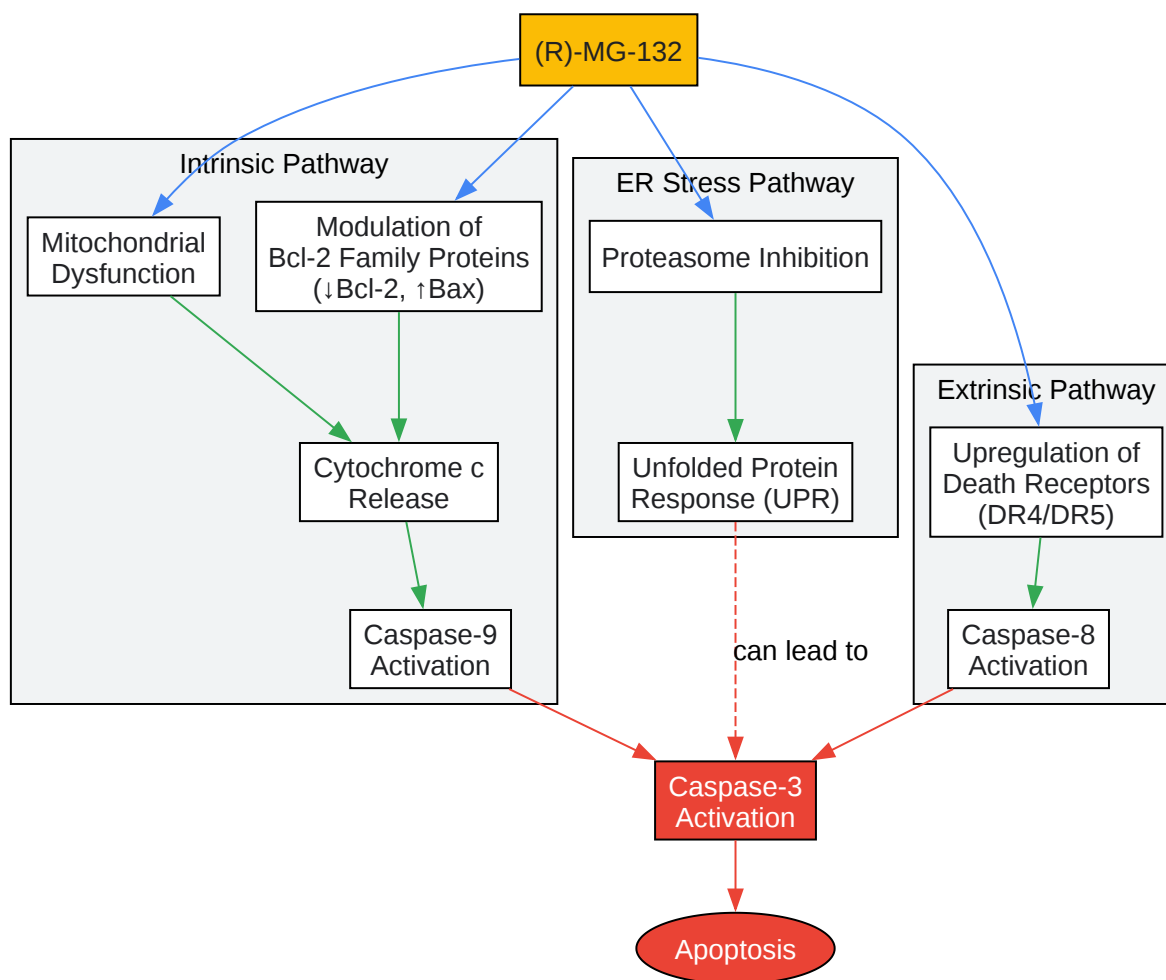 (R)-MG-132
Intrinsic Pathway
Mitochondrial
Dysfunction
Modulation of
Bcl-2 Family Proteins
(↓Bcl-2, ↑Bax)
Cytochrome c
Release
Caspase-9
Activation
ER Stress Pathway
Proteasome Inhibition
Unfolded Protein
Response (UPR)
can lead to
Extrinsic Pathway
Upregulation of
Death Receptors
(DR4/DR5)
Caspase-8
Activation
Caspase-3
Activation
Apoptosis